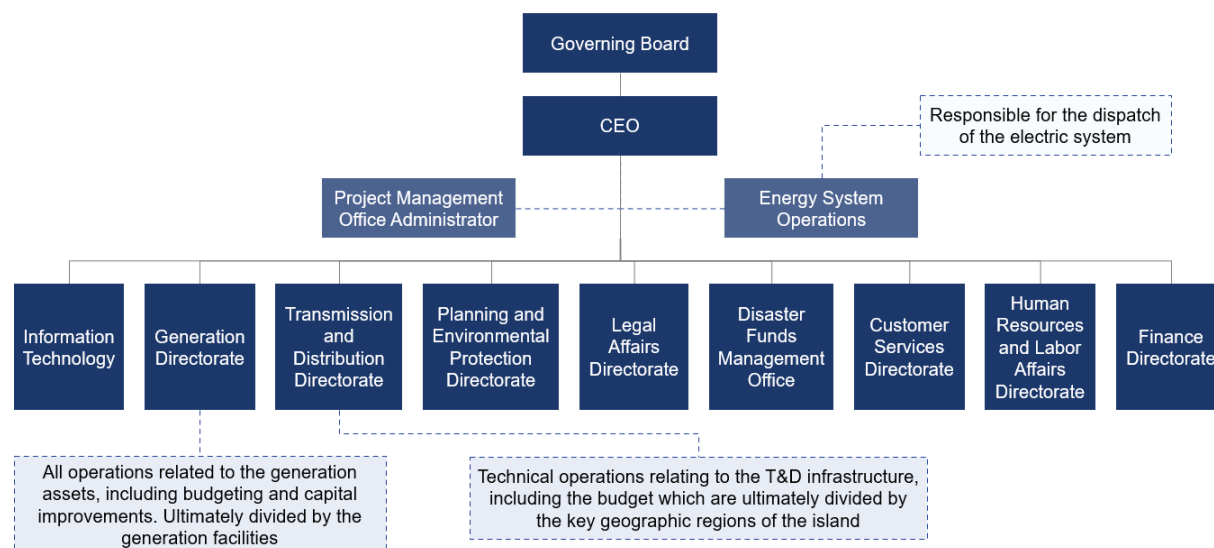 Governing Board
CEO
Responsible for the dispatch
of the electric system
Project Management
Office Administrator
Energy System
Operations
Information
Technology
Generation
Directorate
Transmission
and
Distribution
Directorate
Planning and
Environmental
Protection
Directorate
Legal
Affairs
Directorate
Disaster
Funds
Management
Office
Customer
Services
Directorate
Human
Resources
and Labor
Affairs
Directorate
Finance
Directorate
All operations related to the generation
assets, including budgeting and capital
improvements. Ultimately divided by the
generation facilities
Technical operations relating to the T&D infrastructure,
including the budget which are ultimately divided by
the key geographic regions of the island